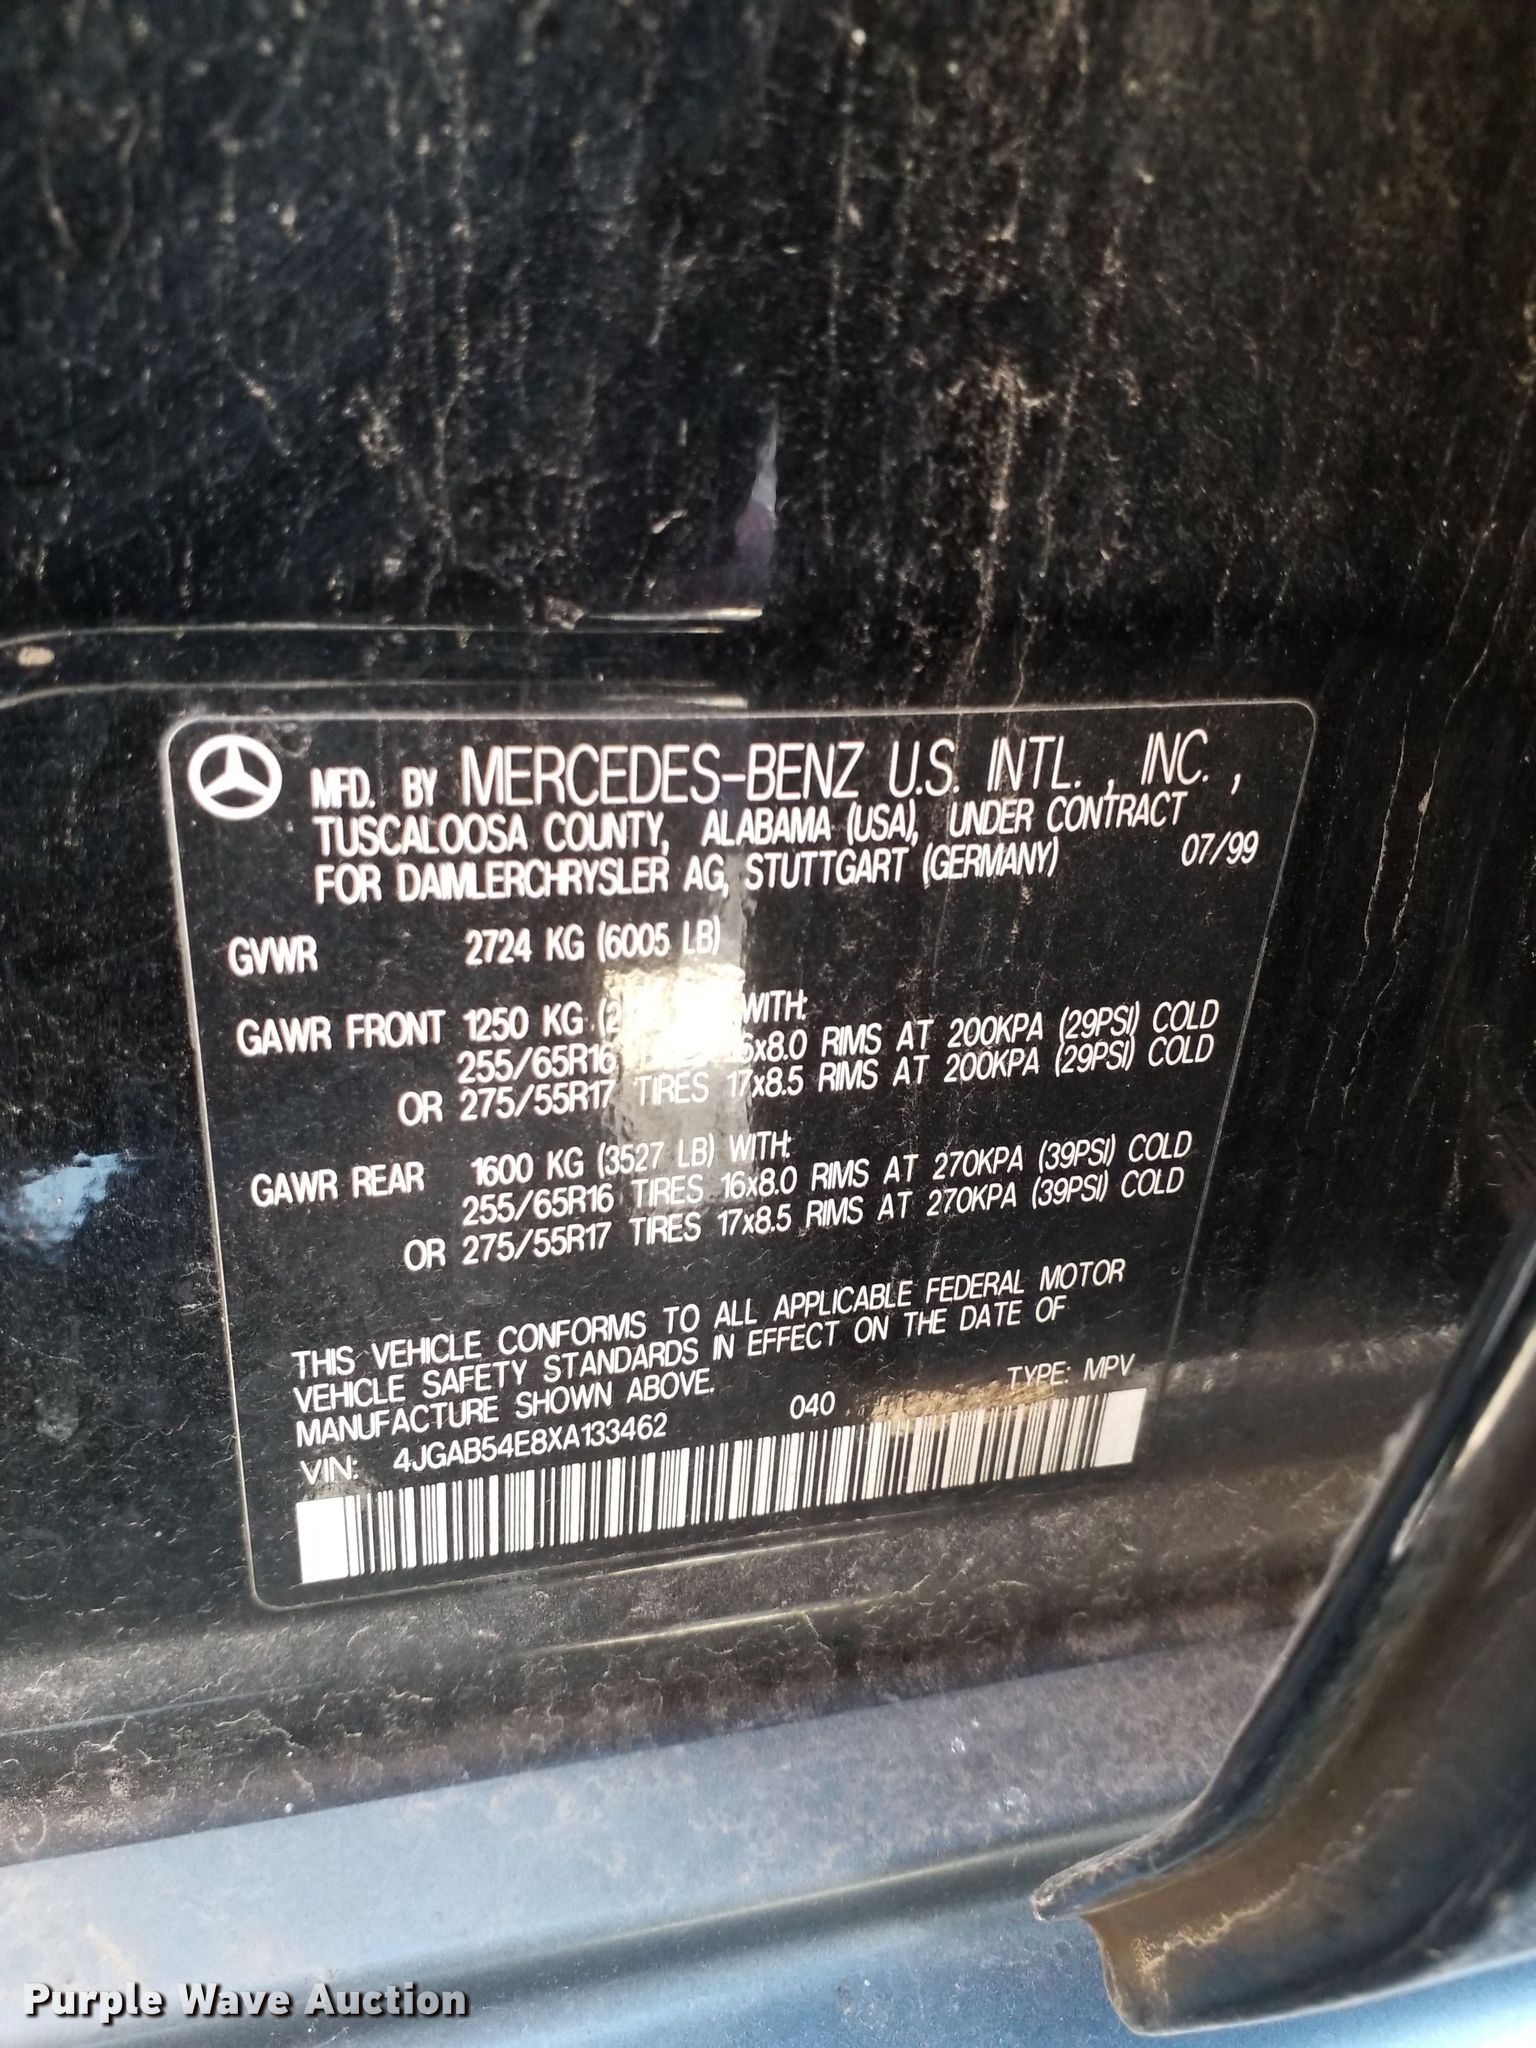 MFD. BY MERCEDES-BENZ U.S. INTL., INC.,
TUSCALOOSA COUNTY, ALABAMA (USA), UNDER CONTRACT
FOR DAIMLERCHRYSLER AG, STUTTGART (GERMANY) 07/99
GVWR 2724 KG (6005 LB)
GAWR FRONT 1250 KG WITH:
255/65R16 TIRES 16x8.0 RIMS AT 200KPA (29PSI) COLD
OR 275/55R17 TIRES 17x8.5 RIMS AT 200KPA (29PSI) COLD
GAWR REAR 1600 KG (3527 LB) WITH:
255/65R16 TIRES 16x8.0 RIMS AT 270KPA (39PSI) COLD
OR 275/55R17 TIRES 17x8.5 RIMS AT 270KPA (39PSI) COLD
THIS VEHICLE CONFORMS TO ALL APPLICABLE FEDERAL MOTOR
VEHICLE SAFETY STANDARDS IN EFFECT ON THE DATE OF
MANUFACTURE SHOWN ABOVE.
VIN: 4JGAB54E8XA133462 040 TYPE: MPV
Purple Wave Auction